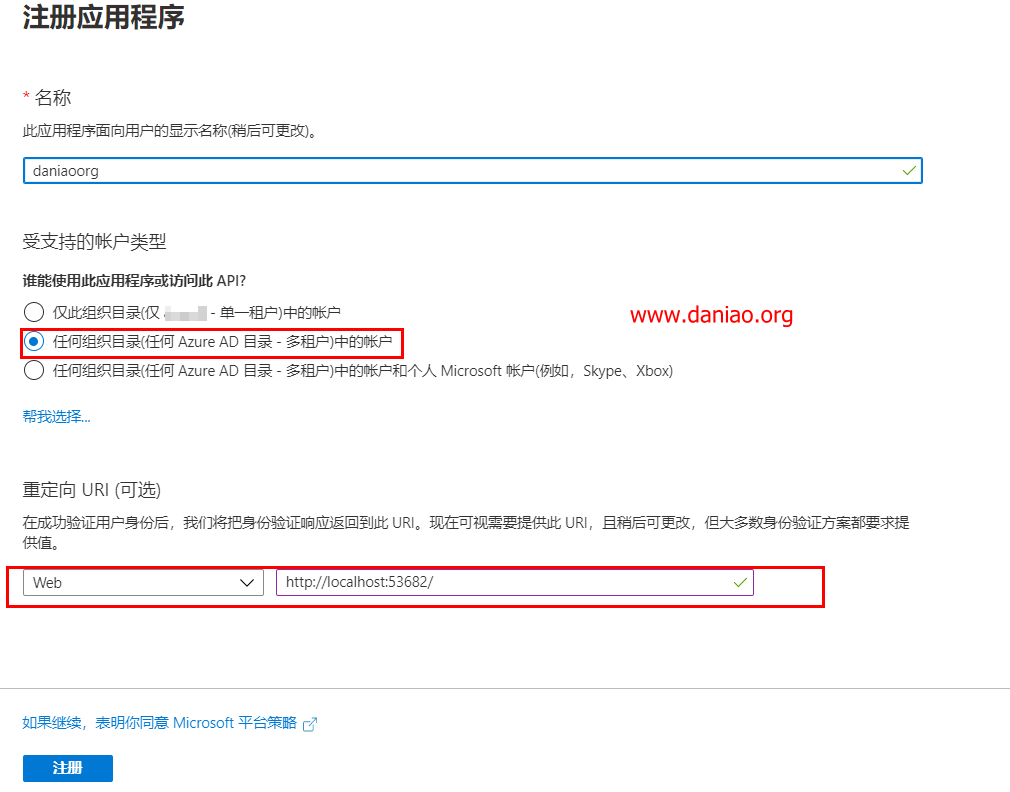 注册应用程序
* 名称
此应用程序面向用户的显示名称(稍后可更改)。
daniaoorg
受支持的帐户类型
谁能使用此应用程序或访问此 API?
仅此组织目录(仅 - 单一租户)中的帐户
www.daniao.org
任何组织目录(任何 Azure AD 目录 - 多租户)中的帐户
任何组织目录(任何 Azure AD 目录 - 多租户)中的帐户和个人 Microsoft 帐户(例如，Skype、Xbox)
帮我选择...
重定向 URI (可选)
在成功验证用户身份后，我们将把身份验证响应返回到此 URI。现在可视需要提供此 URI，且稍后可更改，但大多数身份验证方案都要求提
供值。
Web
http://localhost:53682/
如果继续，表明你同意 Microsoft 平台策略
注册